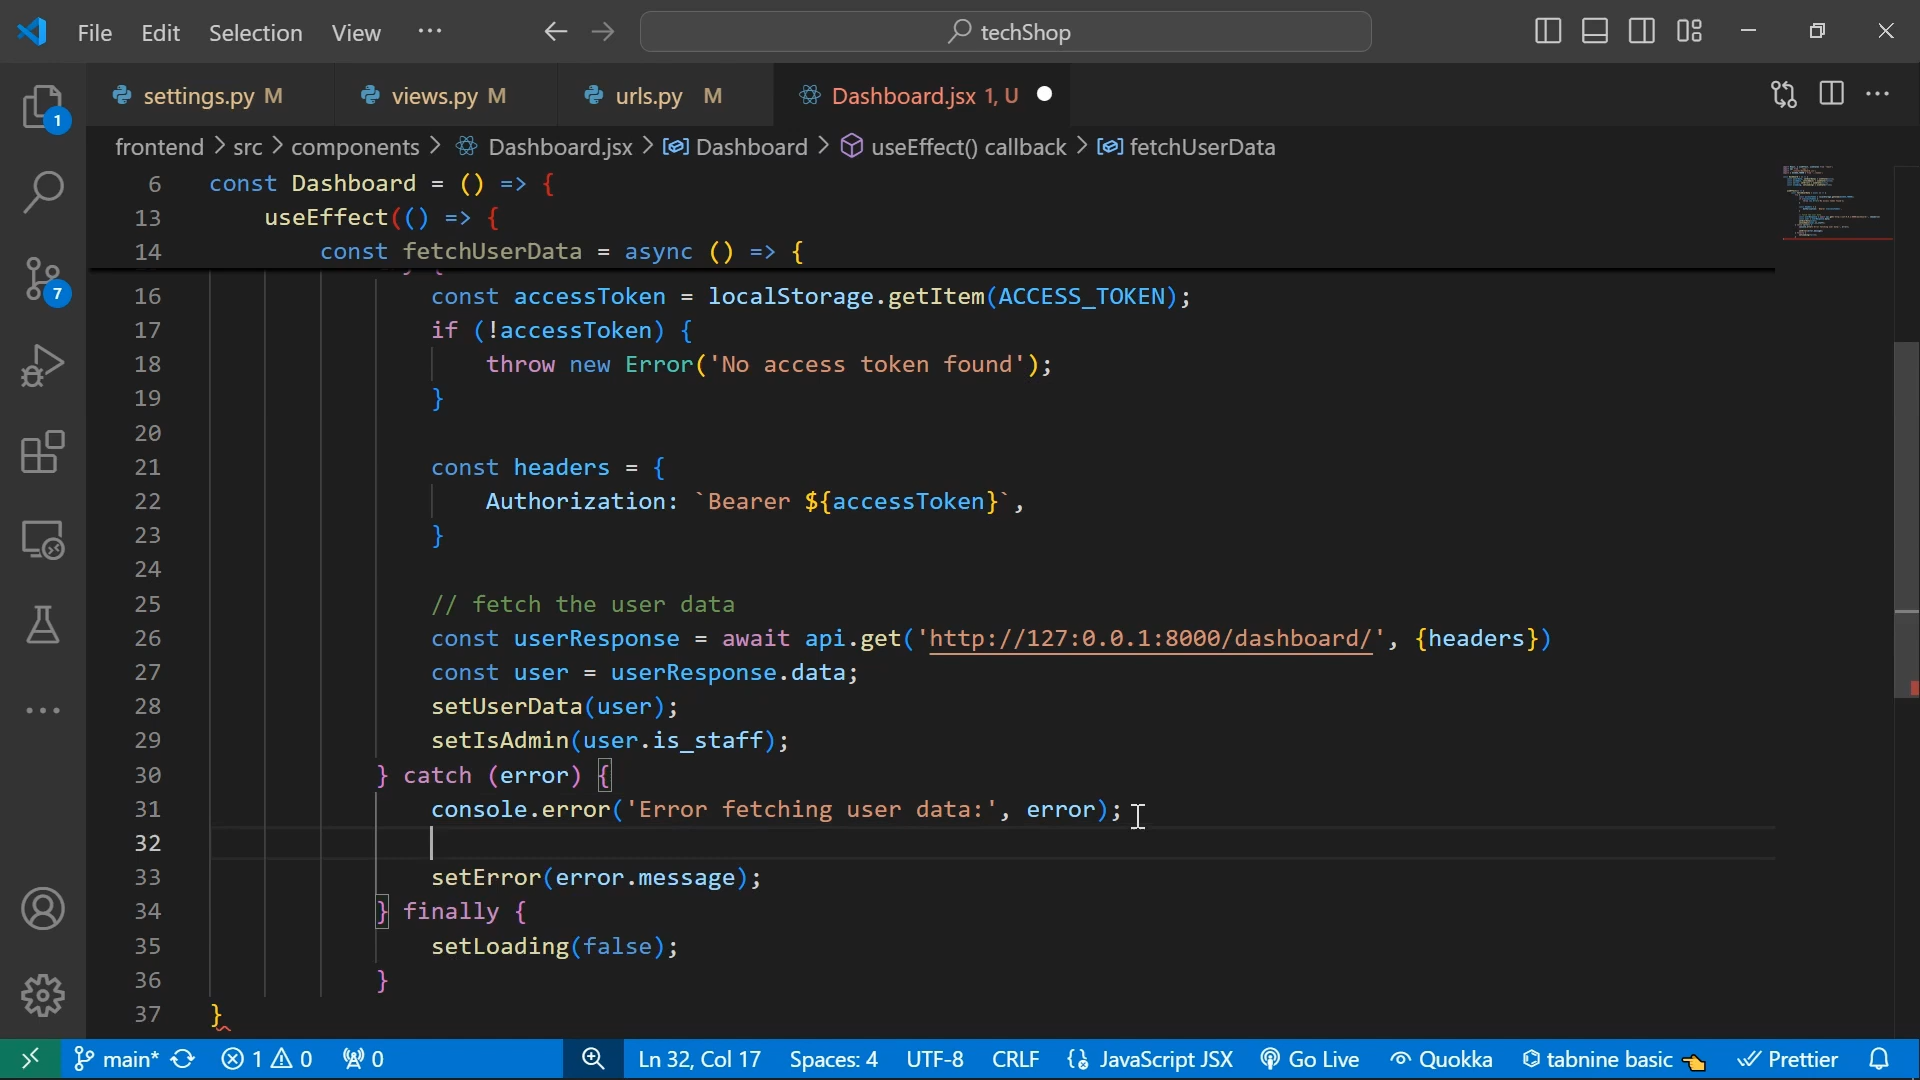 File Edit Selection View ··· techShop
settings.py M views.py M urls.py M Dashboard.jsx 1, U
frontend > src > components > Dashboard.jsx > Dashboard > useEffect() callback > fetchUserData
6 const Dashboard = () => {
13 useEffect(() => {
14 const fetchUserData = async () => {
16 const accessToken = localStorage.getItem(ACCESS_TOKEN);
17 if (!accessToken) {
18 throw new Error('No access token found');
19 }
20
21 const headers = {
22 Authorization: `Bearer ${accessToken}`,
23 }
24
25 // fetch the user data
26 const userResponse = await api.get('http://127:0.0.1:8000/dashboard/', {headers})
27 const user = userResponse.data;
28 setUserData(user);
29 setIsAdmin(user.is_staff);
30 } catch (error) {
31 console.error('Error fetching user data:', error);
32
33 setError(error.message);
34 } finally {
35 setLoading(false);
36 }
37 }
1
7
main* 1 0 0 Ln 32, Col 17 Spaces: 4 UTF-8 CRLF {} JavaScript JSX Go Live Quokka tabnine basic Prettier